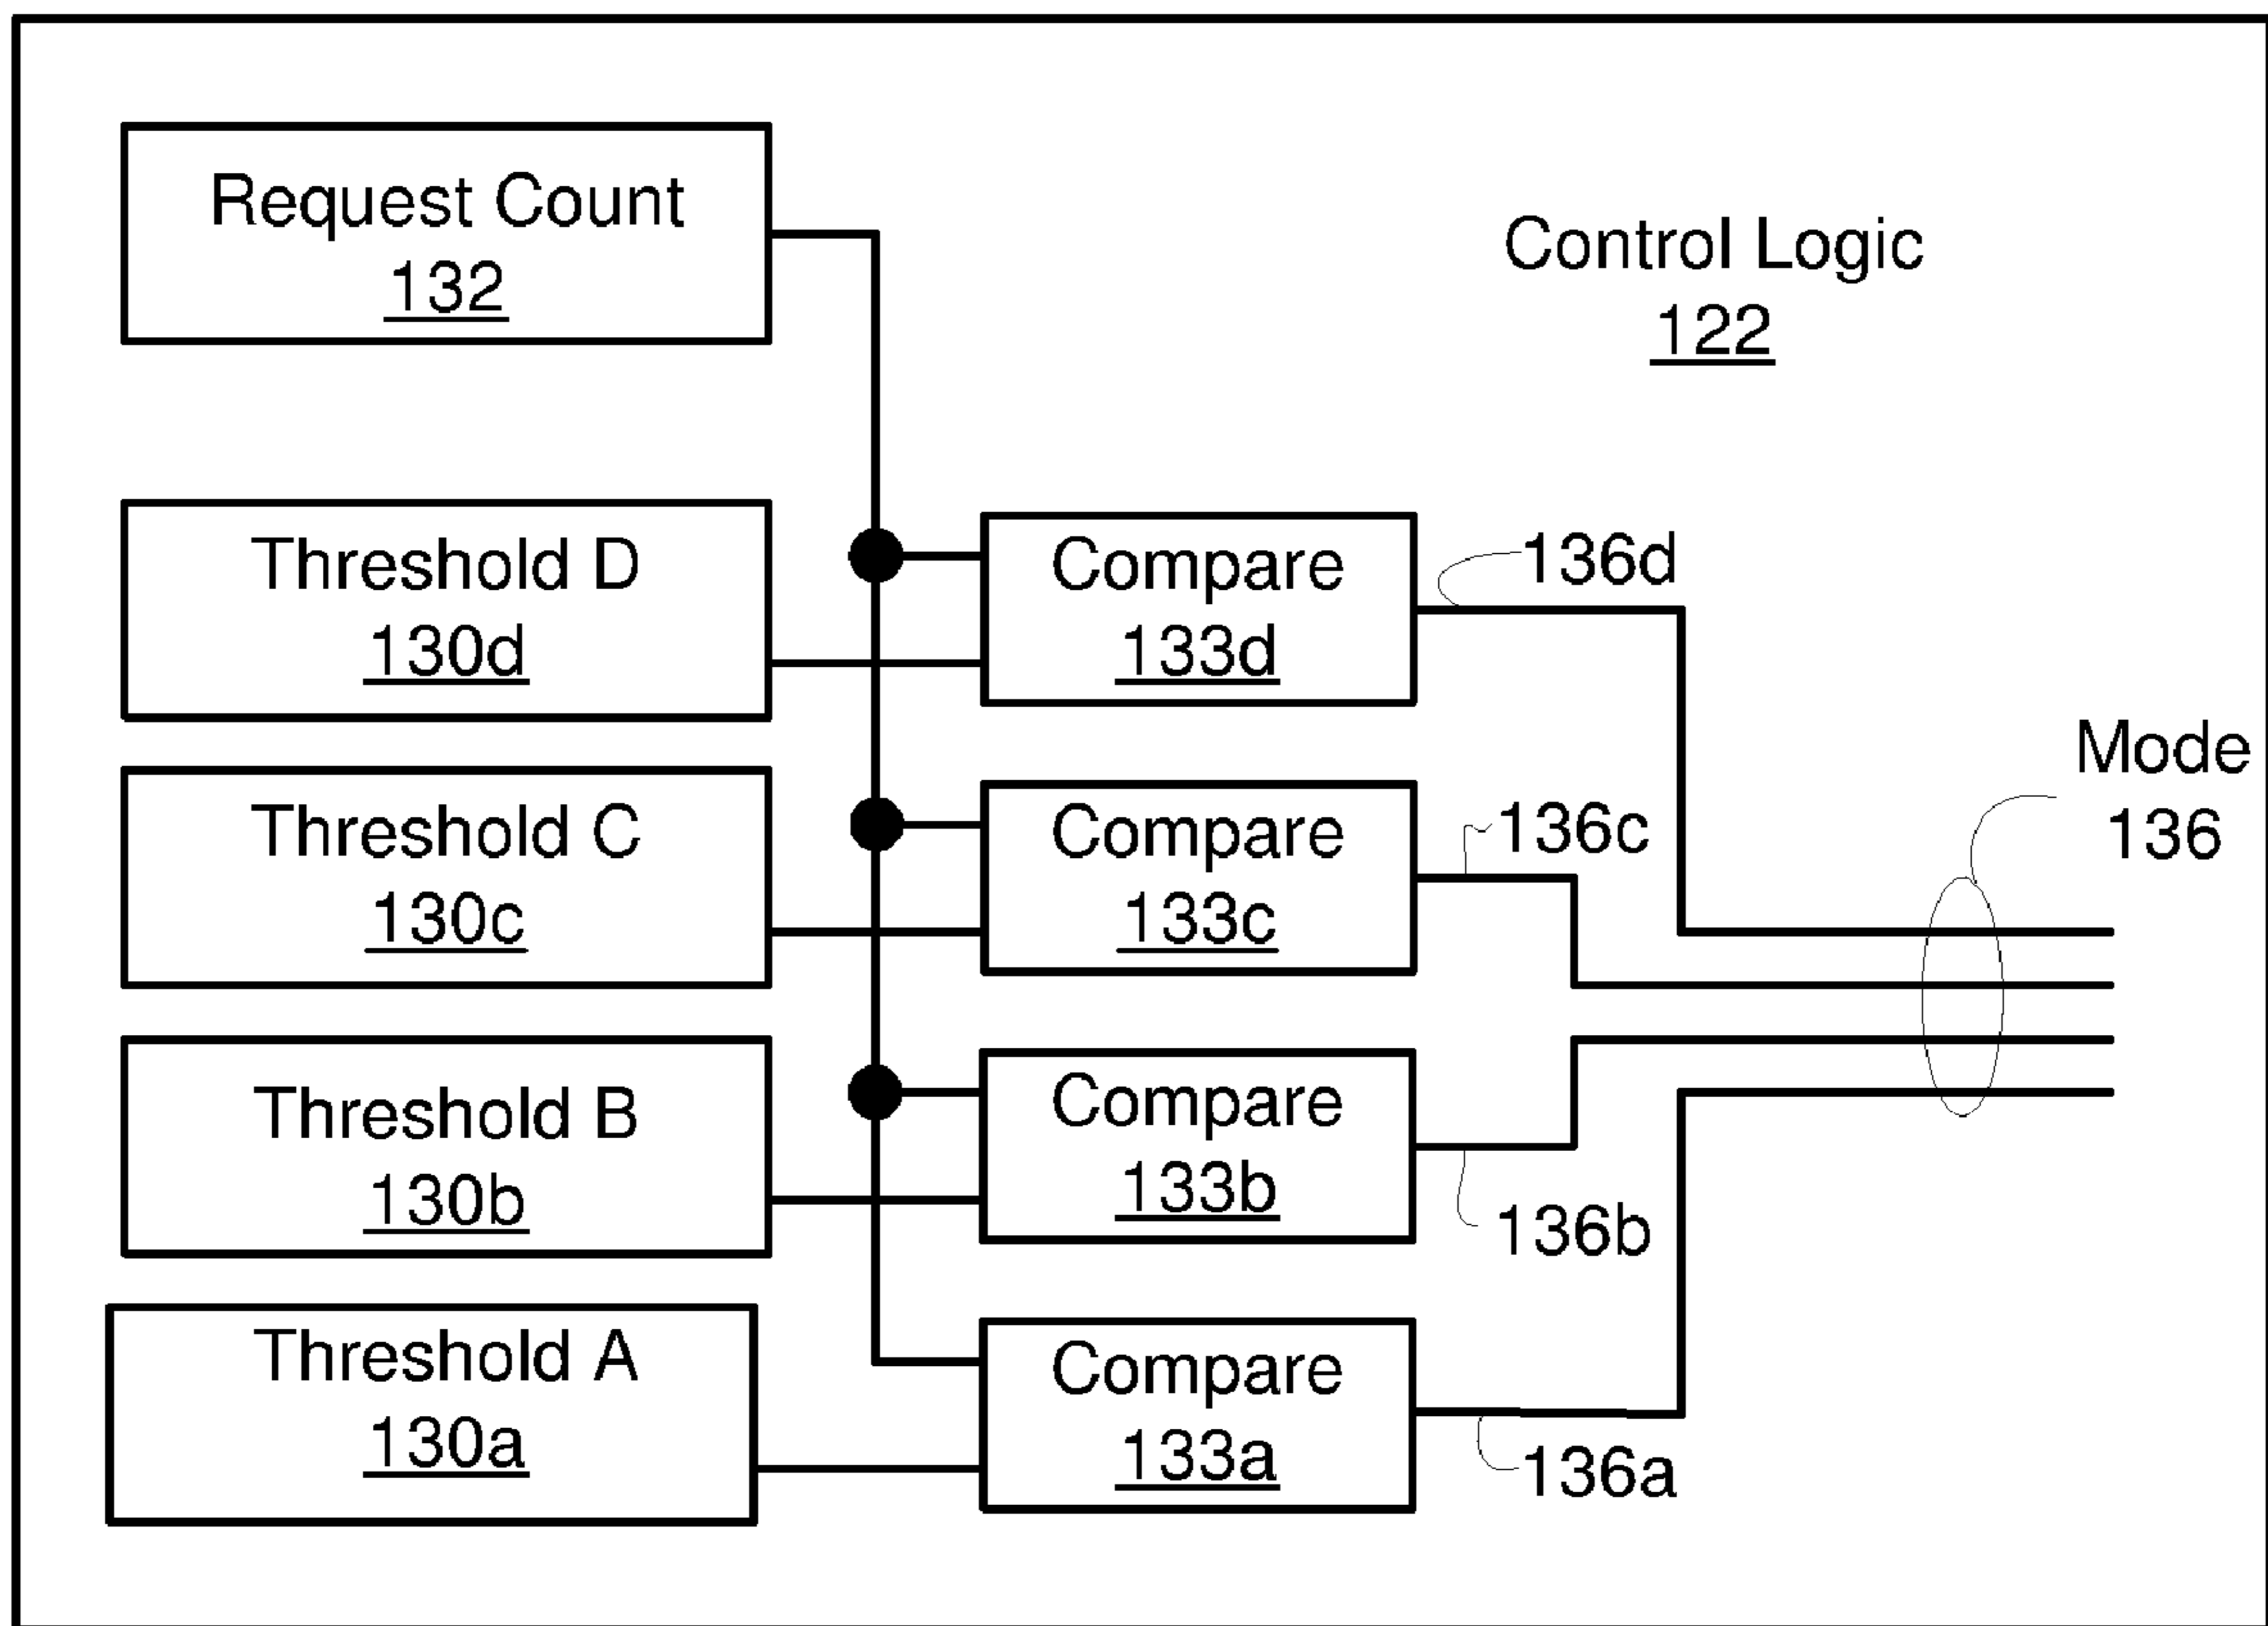 Request Count
132
Control Logic
122
Threshold D
130d
Compare
133d
136d
Threshold C
130c
Compare
133c
136c
Mode
136
Threshold B
130b
Compare
133b
136b
Threshold A
130a
Compare
133a
136a